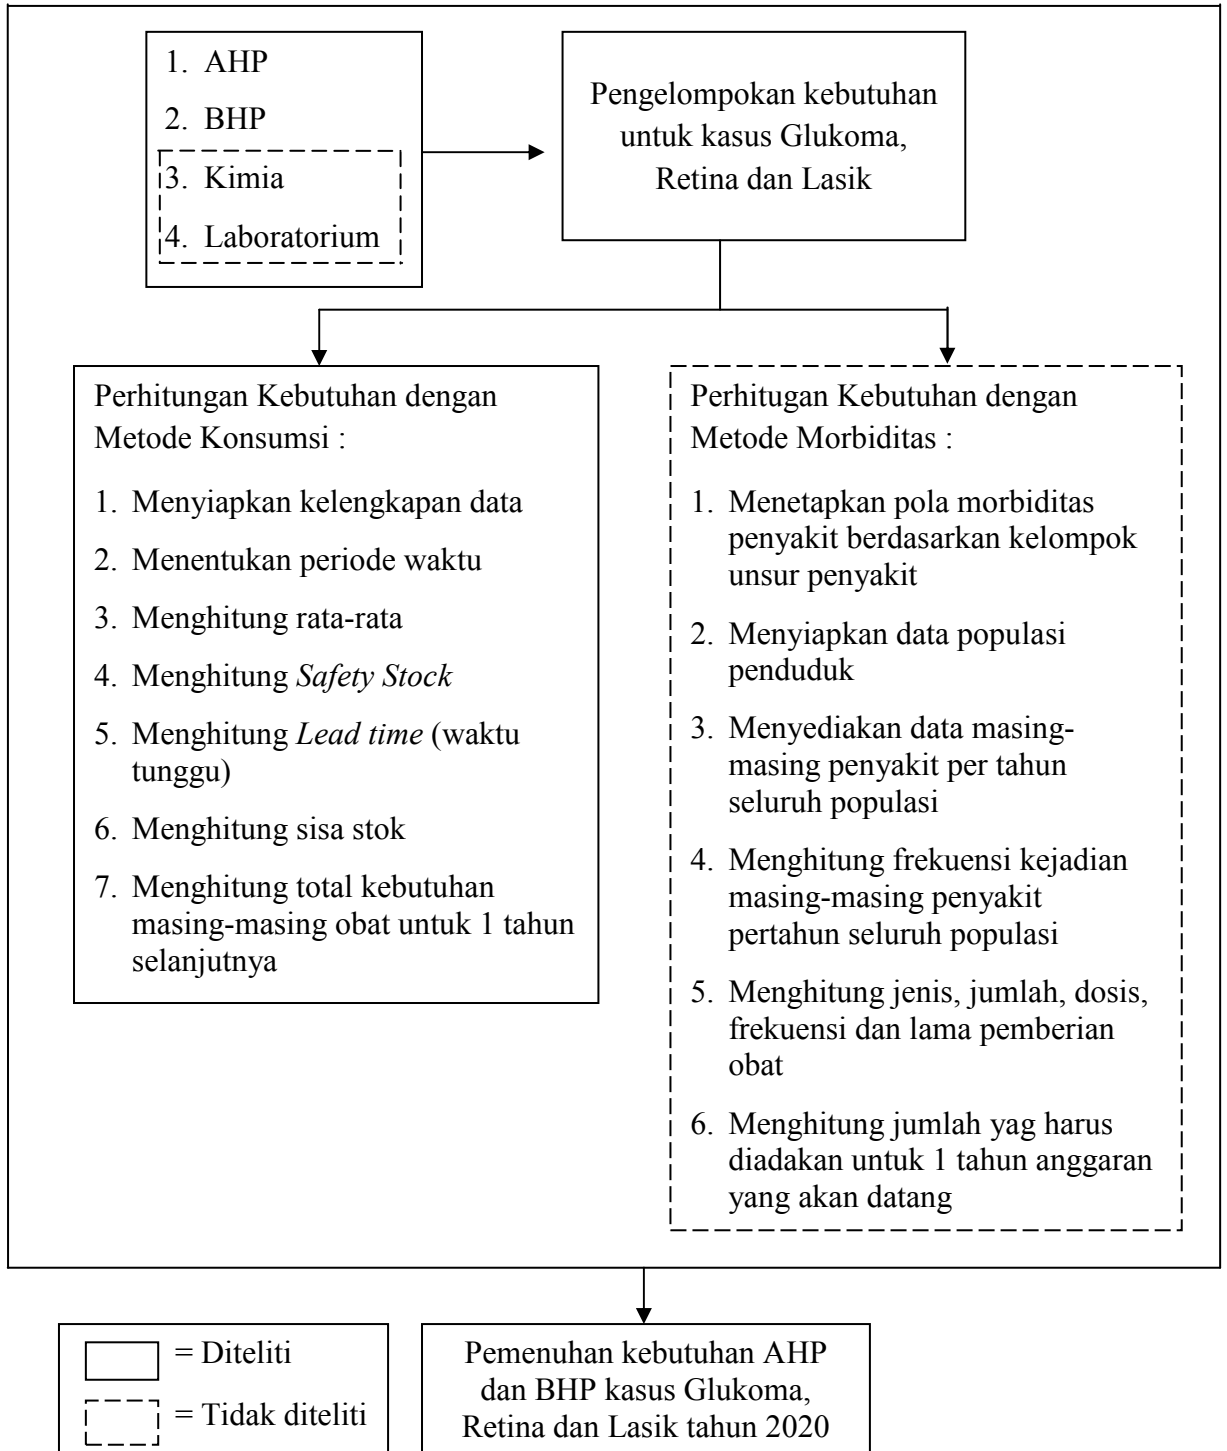 1. AHP
2. BHP
3. Kimia
4. Laboratorium
Pengelompokan kebutuhan
untuk kasus Glukoma,
Retina dan Lasik
Perhitungan Kebutuhan dengan
Metode Konsumsi :
1. Menyiapkan kelengkapan data
2. Menentukan periode waktu
3. Menghitung rata-rata
4. Menghitung Safety Stock
5. Menghitung Lead time (waktu
tunggu)
6. Menghitung sisa stok
7. Menghitung total kebutuhan
masing-masing obat untuk 1 tahun
selanjutnya
Perhitugan Kebutuhan dengan
Metode Morbiditas :
1. Menetapkan pola morbiditas
penyakit berdasarkan kelompok
unsur penyakit
2. Menyiapkan data populasi
penduduk
3. Menyediakan data masing-
masing penyakit per tahun
seluruh populasi
4. Menghitung frekuensi kejadian
masing-masing penyakit
pertahun seluruh populasi
5. Menghitung jenis, jumlah, dosis,
frekuensi dan lama pemberian
obat
6. Menghitung jumlah yag harus
diadakan untuk 1 tahun anggaran
yang akan datang
= Diteliti
= Tidak diteliti
Pemenuhan kebutuhan AHP
dan BHP kasus Glukoma,
Retina dan Lasik tahun 2020